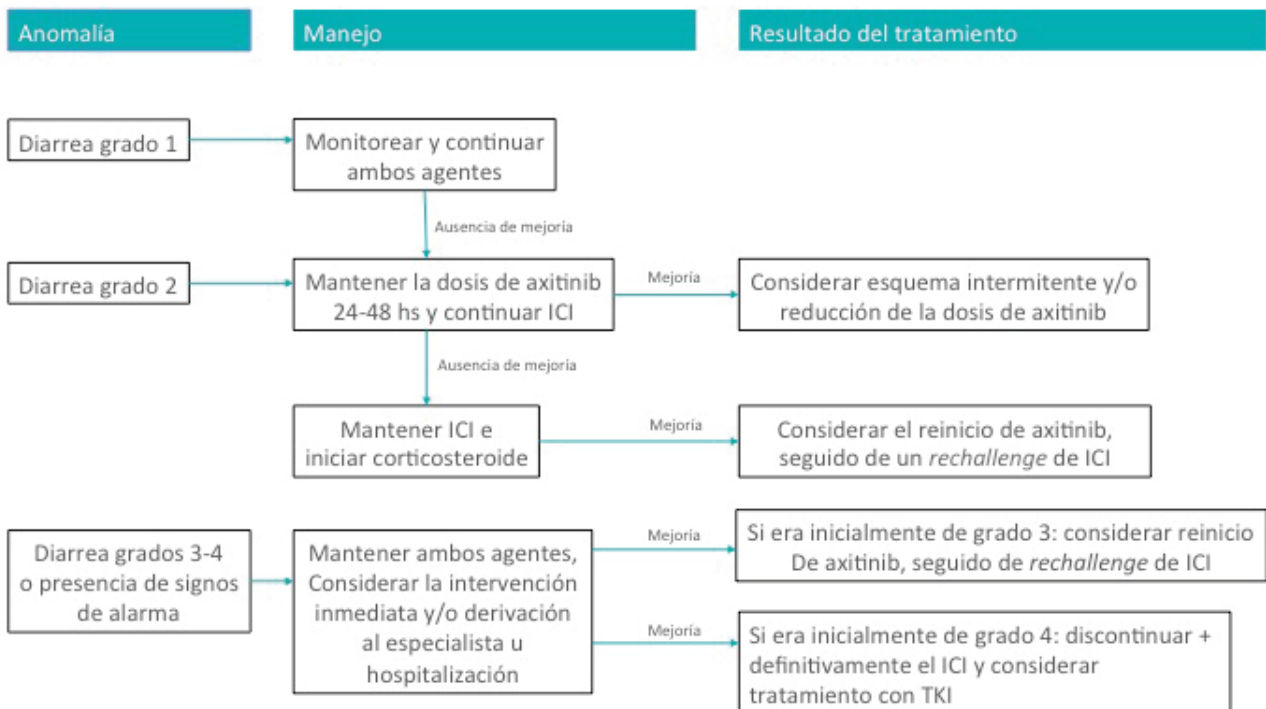 Anomalía
Manejo
Resultado del tratamiento
Diarrea grado 1
Monitorear y continuar
ambos agentes
Ausencia de mejoría
Diarrea grado 2
Mantener la dosis de axitinib
24-48 hs y continuar ICI
Mejoría
Considerar esquema intermitente y/o
reducción de la dosis de axitinib
Ausencia de mejoría
Mantener ICI e
iniciar corticosteroide
Mejoría
Considerar el reinicio de axitinib,
seguido de un rechallenge de ICI
Diarrea grados 3-4
o presencia de signos
de alarma
Mantener ambos agentes,
Considerar la intervención
inmediata y/o derivación
al especialista u
hospitalización
Mejoría
Si era inicialmente de grado 3: considerar reinicio
De axitinib, seguido de rechallenge de ICI
Mejoría
Si era inicialmente de grado 4: discontinuar +
definitivamente el ICI y considerar
tratamiento con TKI